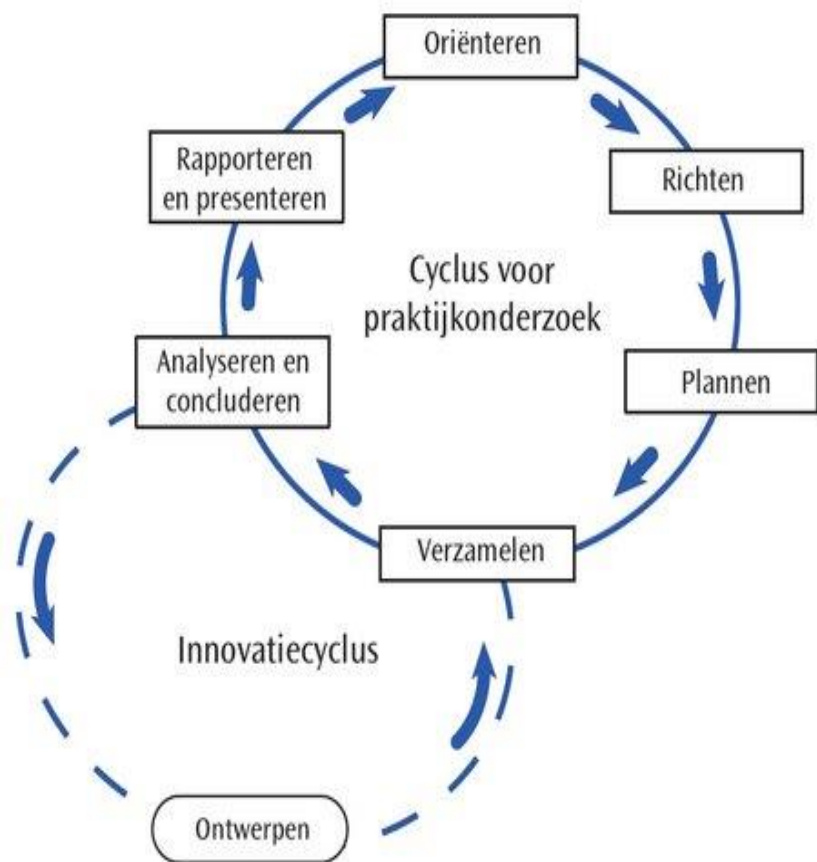 Oriënteren
Rapporteren
en presenteren
Richten
Cyclus voor
praktijkonderzoek
Analyseren en
concluderen
Plannen
Verzamelen
Innovatiecyclus
Ontwerpen